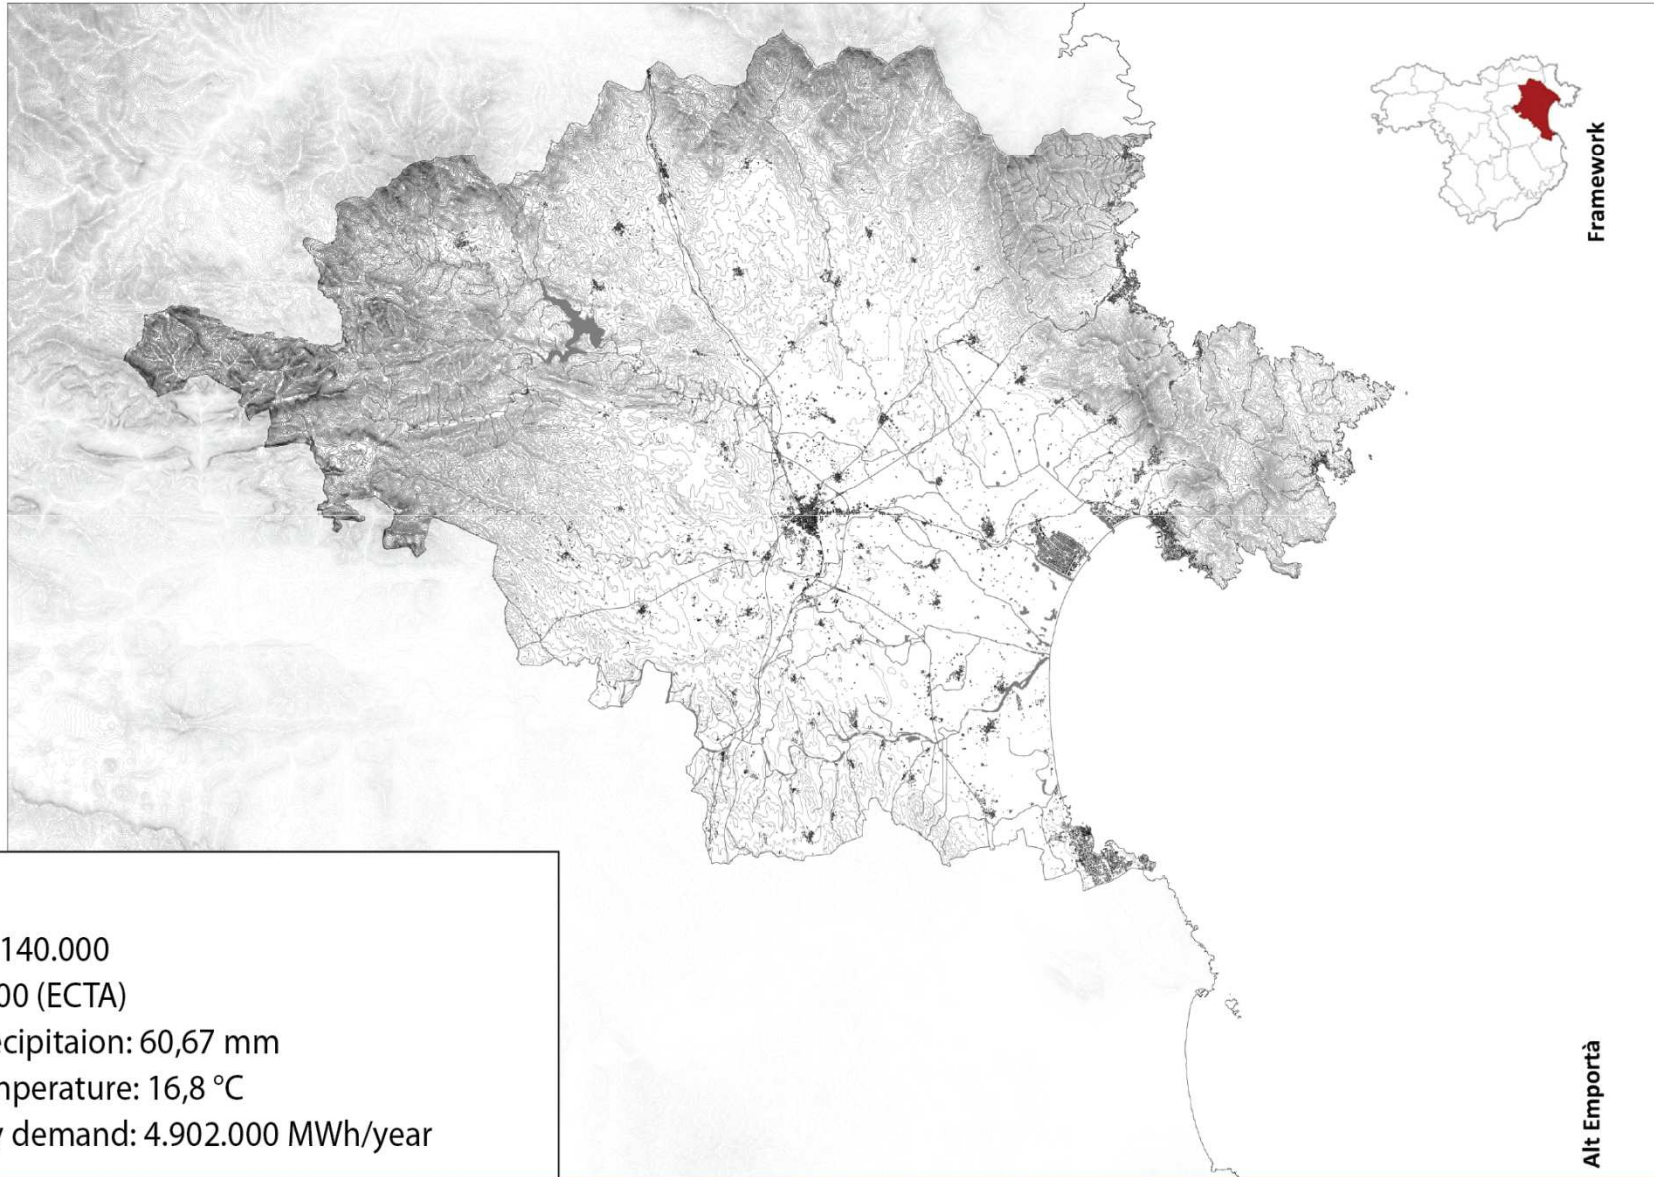 Framework
140.000
00 (ECTA)
ecipitaion: 60,67 mm
nperature: 16,8 °C
demand: 4.902.000 MWh/year
Alt Emportà